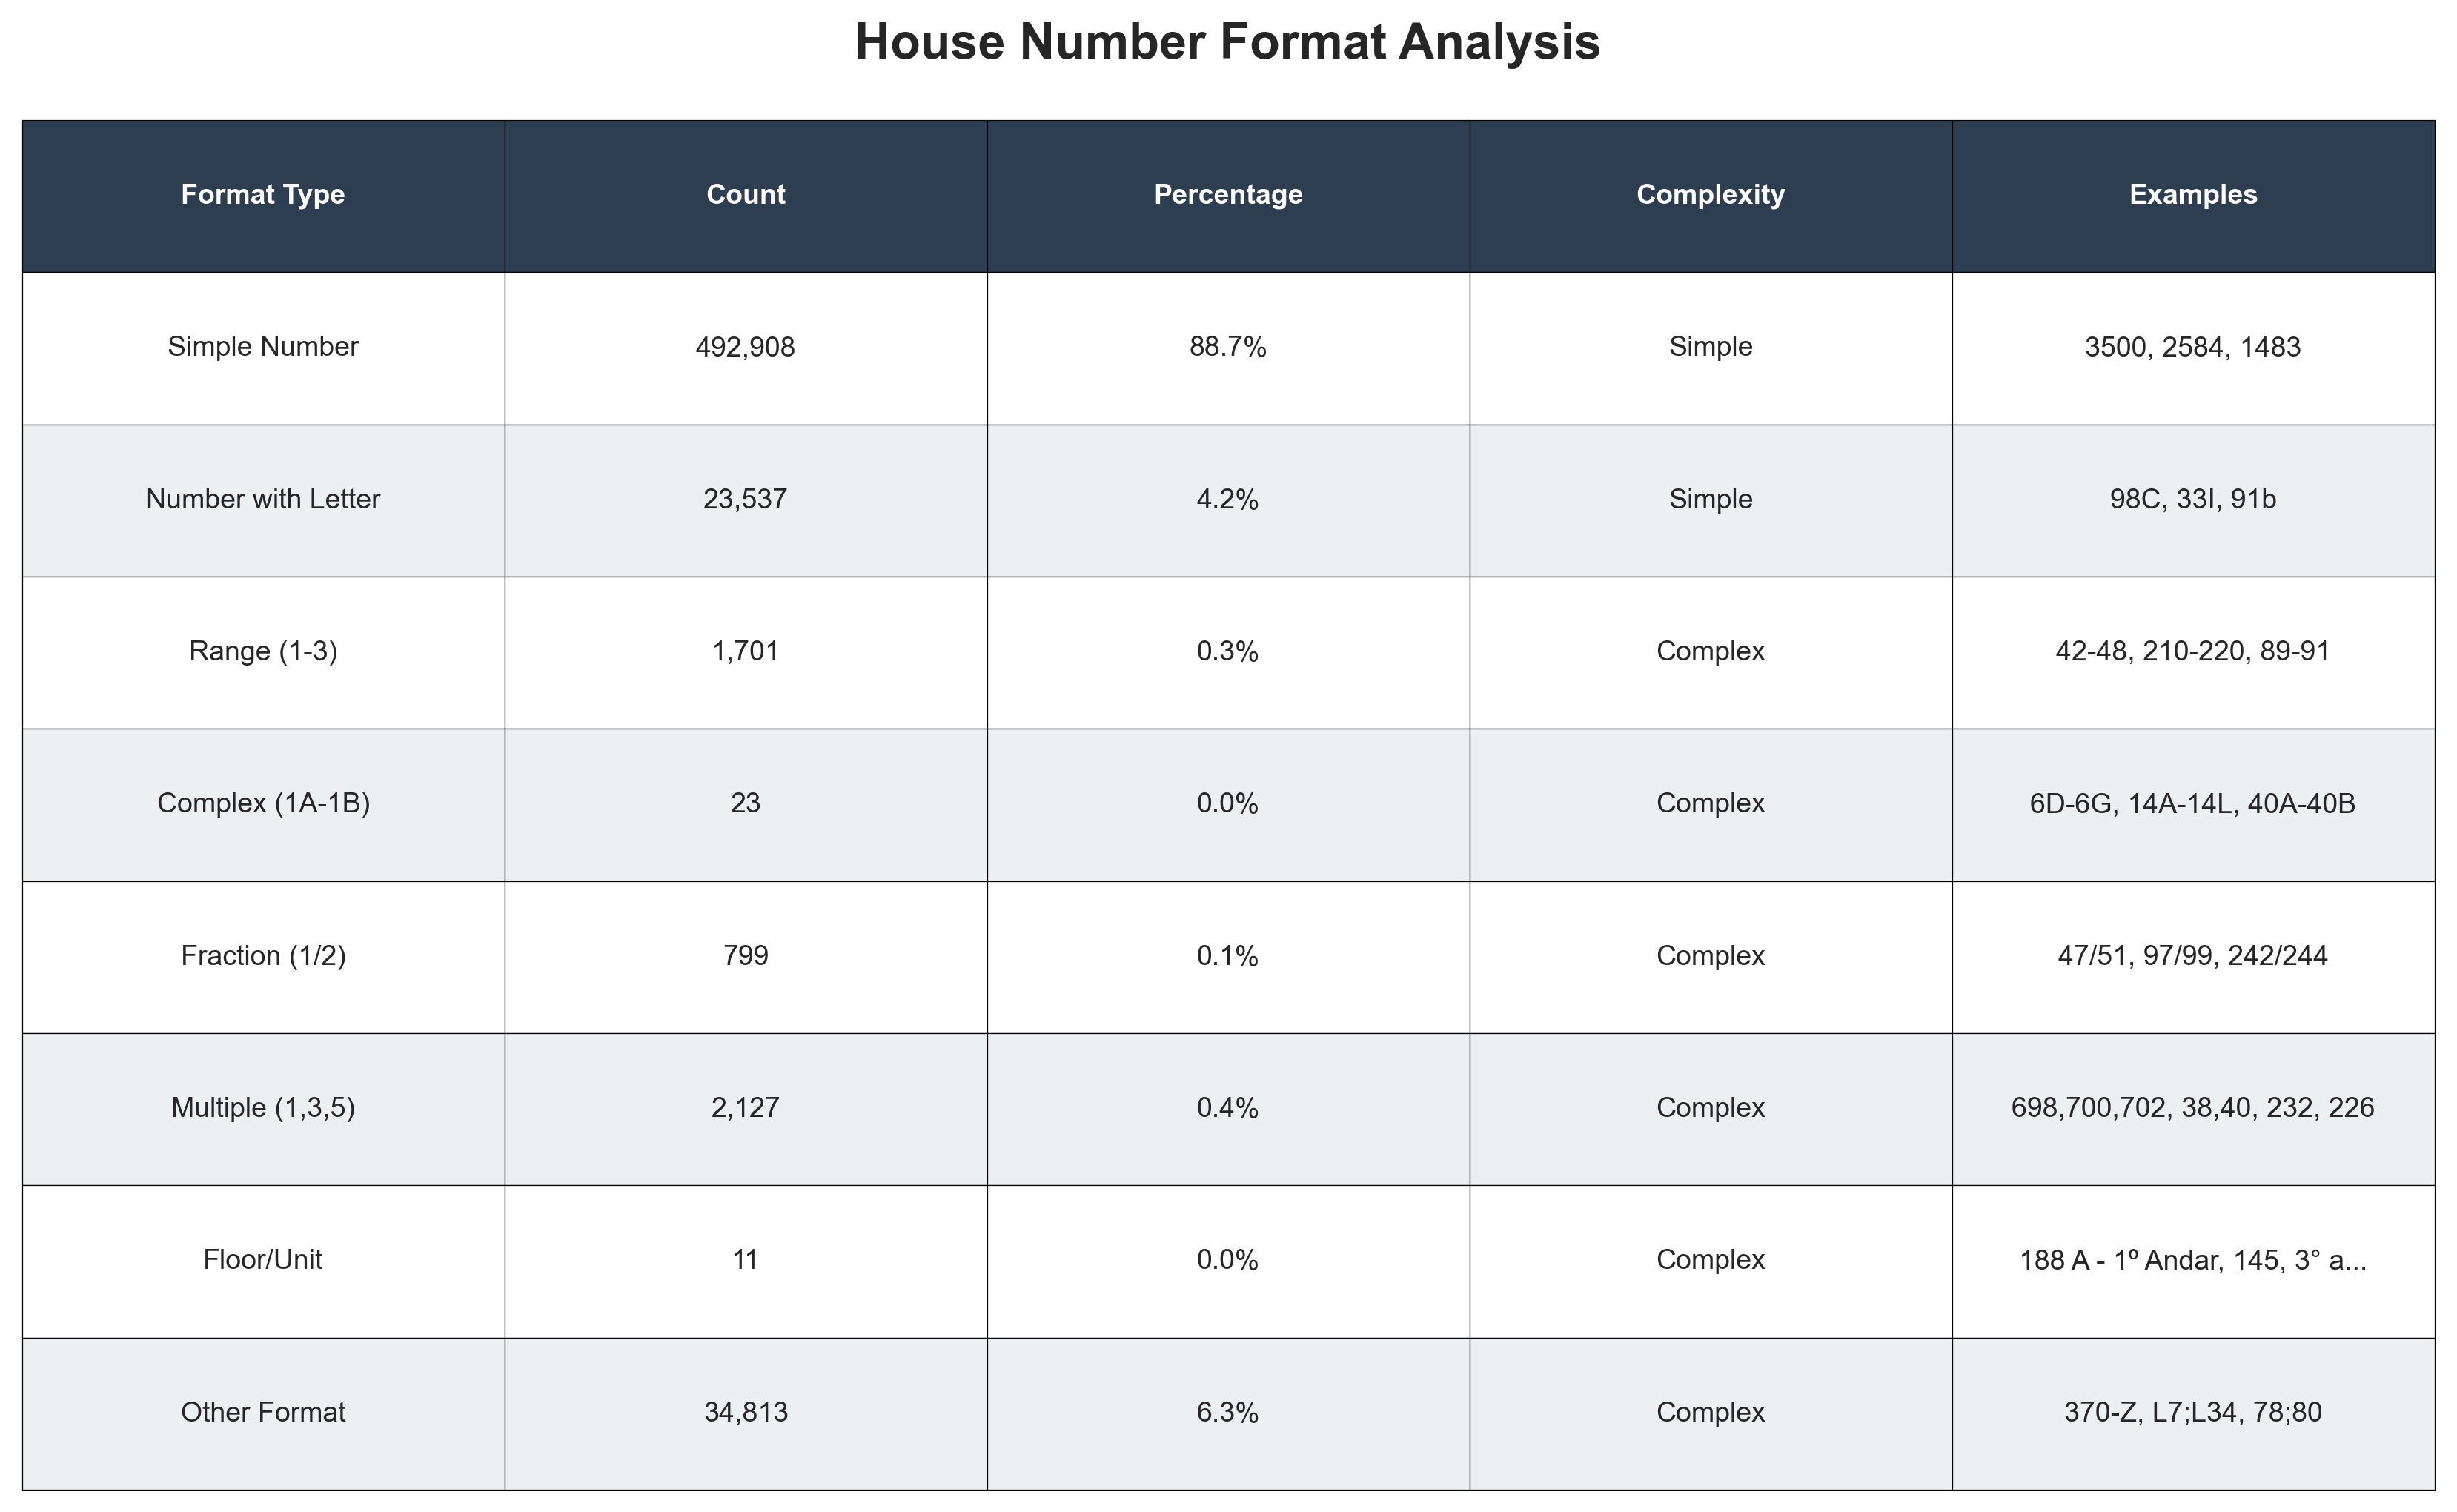 House Number Format Analysis
Format Type Count Percentage Complexity Examples
Simple Number 492,908 88.7% Simple 3500, 2584, 1483
Number with Letter 23,537 4.2% Simple 98C, 33I, 91b
Range (1-3) 1,701 0.3% Complex 42-48, 210-220, 89-91
Complex (1A-1B) 23 0.0% Complex 6D-6G, 14A-14L, 40A-40B
Fraction (1/2) 799 0.1% Complex 47/51, 97/99, 242/244
Multiple (1,3,5) 2,127 0.4% Complex 698,700,702, 38,40, 232, 226
Floor/Unit 11 0.0% Complex 188 A - 1º Andar, 145, 3° a...
Other Format 34,813 6.3% Complex 370-Z, L7;L34, 78;80